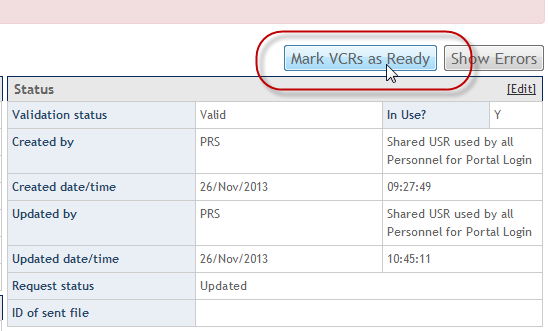 Mark VCRs as Ready Show Errors
Status [Edit]
Validation status Valid In Use? Y
Created by PRS Shared USR used by all
Personnel for Portal Login
Created date/time 26/Nov/2013 09:27:49
Updated by PRS Shared USR used by all
Personnel for Portal Login
Updated date/time 26/Nov/2013 10:45:11
Request status Updated
ID of sent file